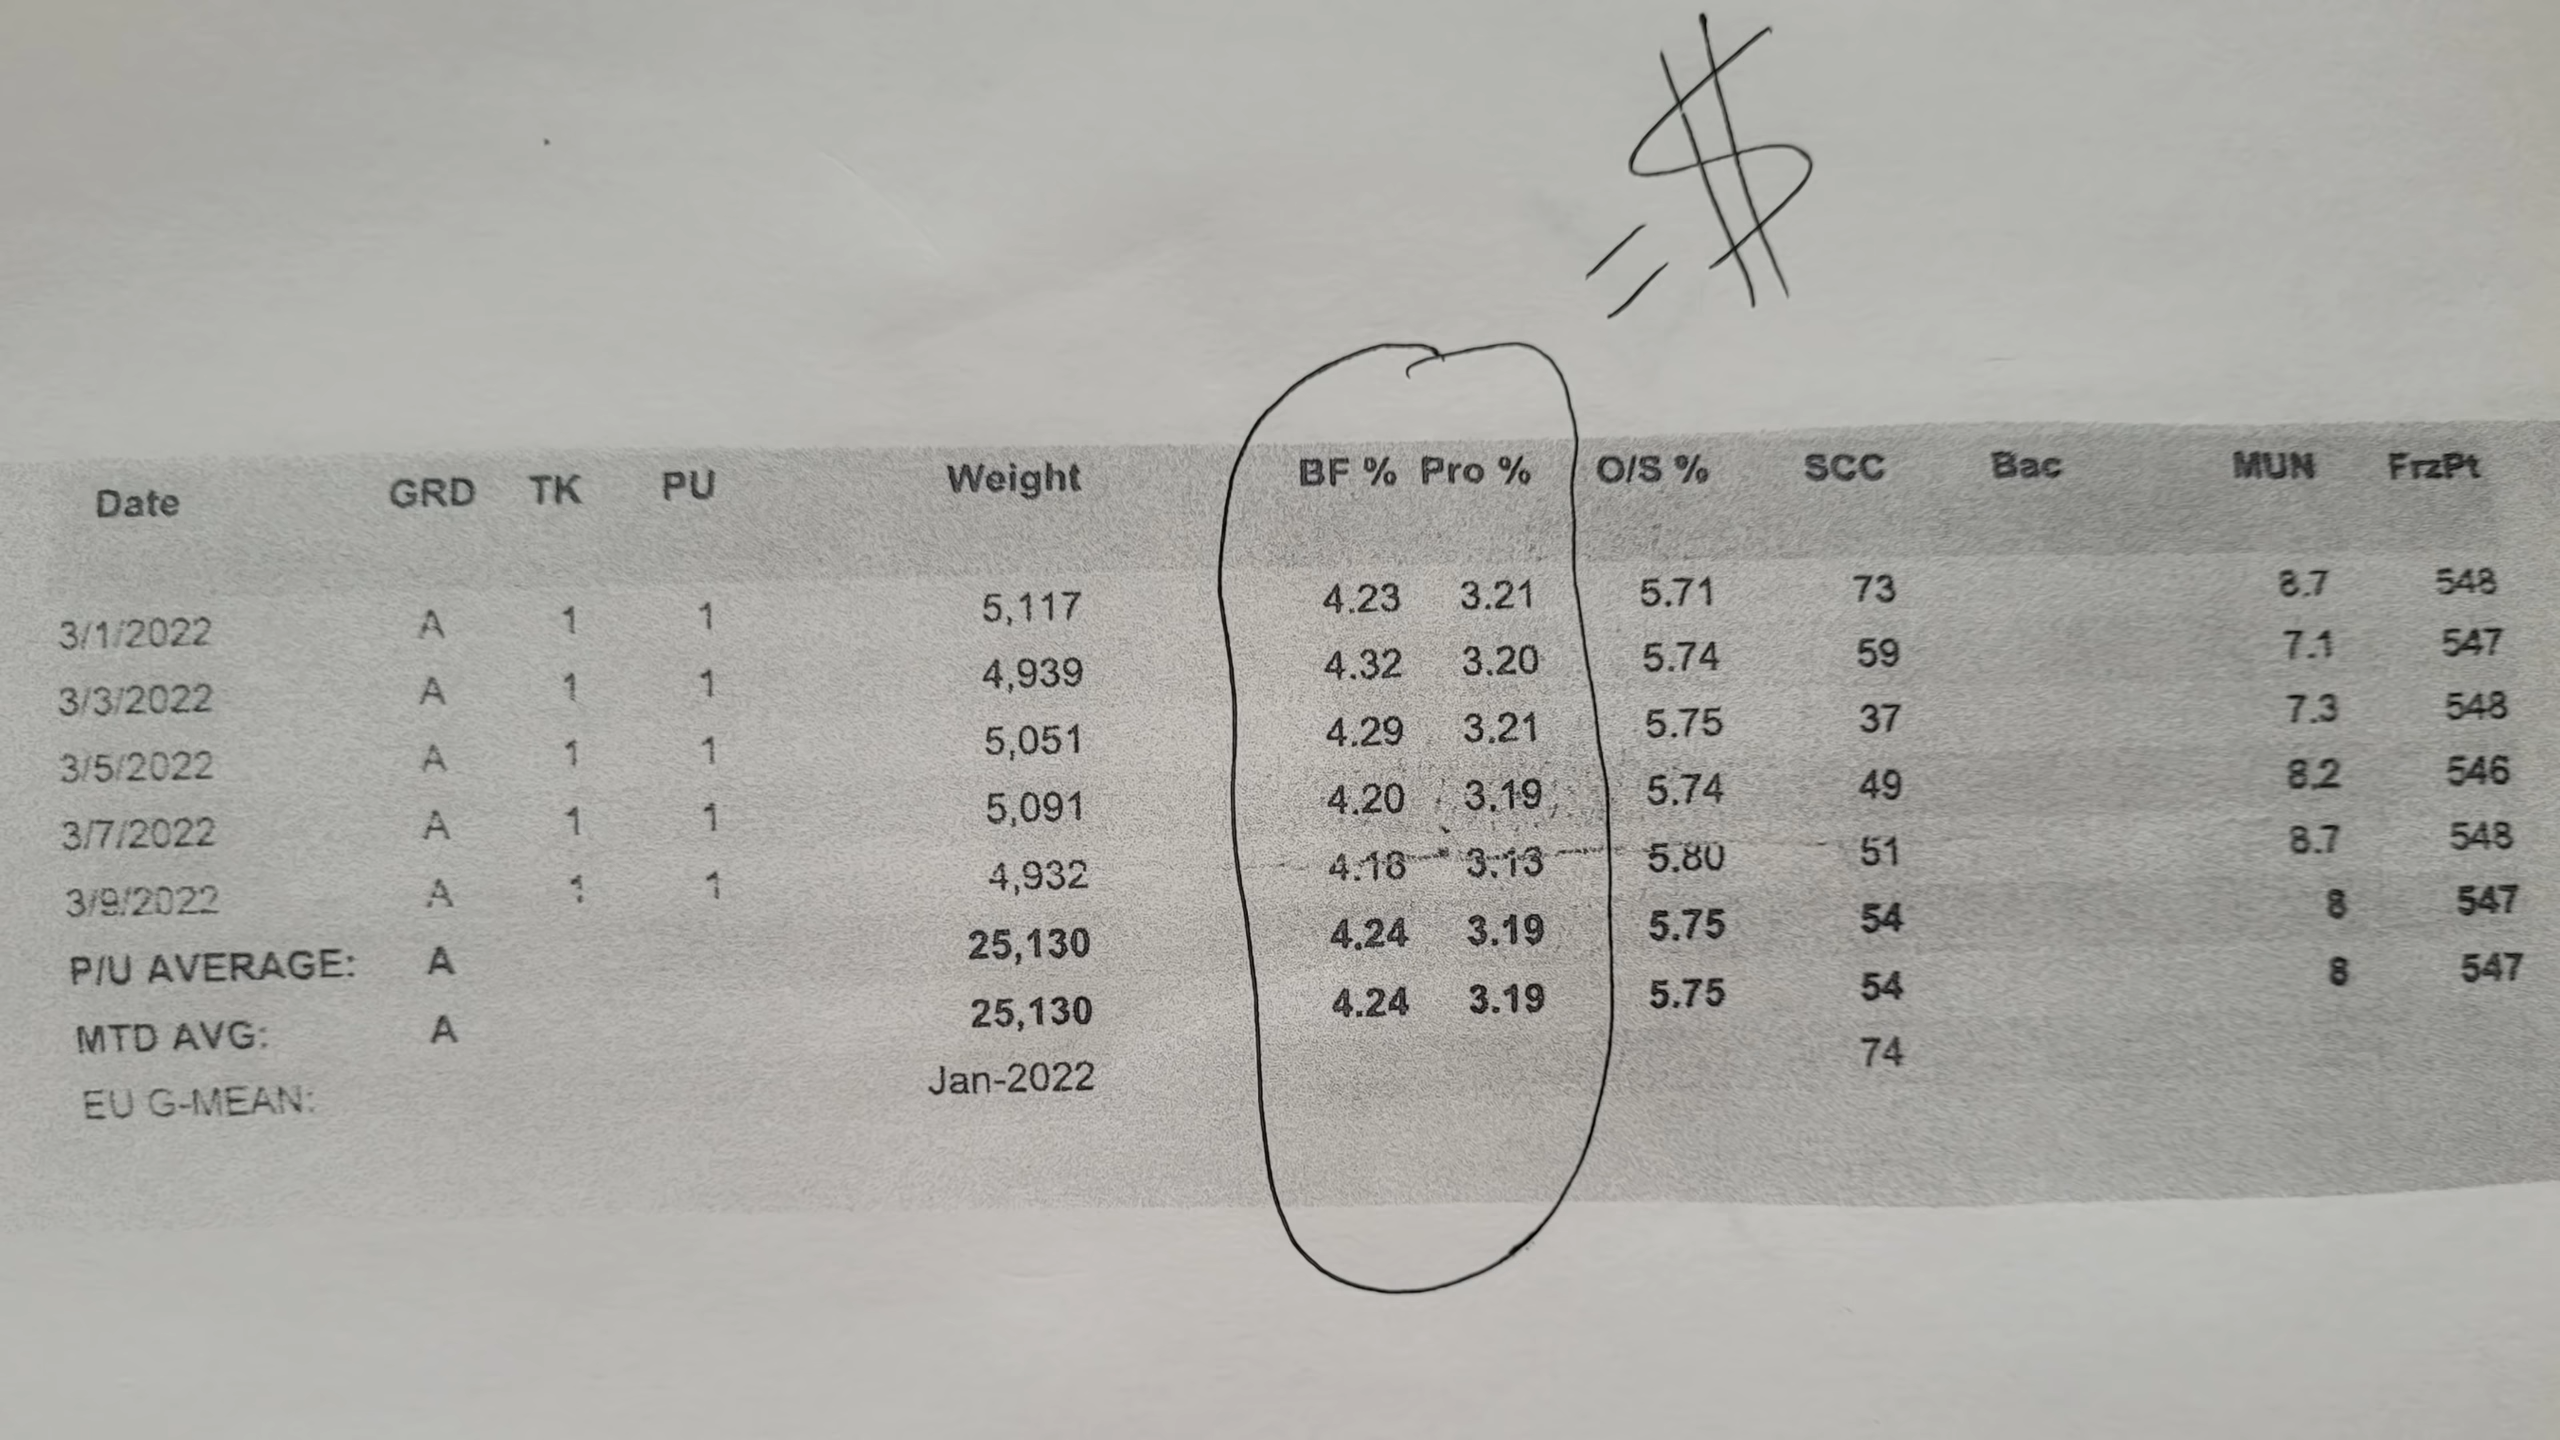 = $
Date GRD TK PU Weight BF % Pro % O/S % SCC Bac MUN FrzPt
3/1/2022 A 1 1 5,117 4.23 3.21 5.71 73 8.7 548
3/3/2022 A 1 1 4,939 4.32 3.20 5.74 59 7.1 547
3/5/2022 A 1 1 5,051 4.29 3.21 5.75 37 7.3 548
3/7/2022 A 1 1 5,091 4.20 3.19 5.74 49 8.2 546
3/9/2022 A 1 1 4,932 4.18 3.13 5.80 51 8.7 548
P/U AVERAGE: A 25,130 4.24 3.19 5.75 54 8 547
MTD AVG: A 25,130 4.24 3.19 5.75 54 8 547
EU G-MEAN: Jan-2022 74